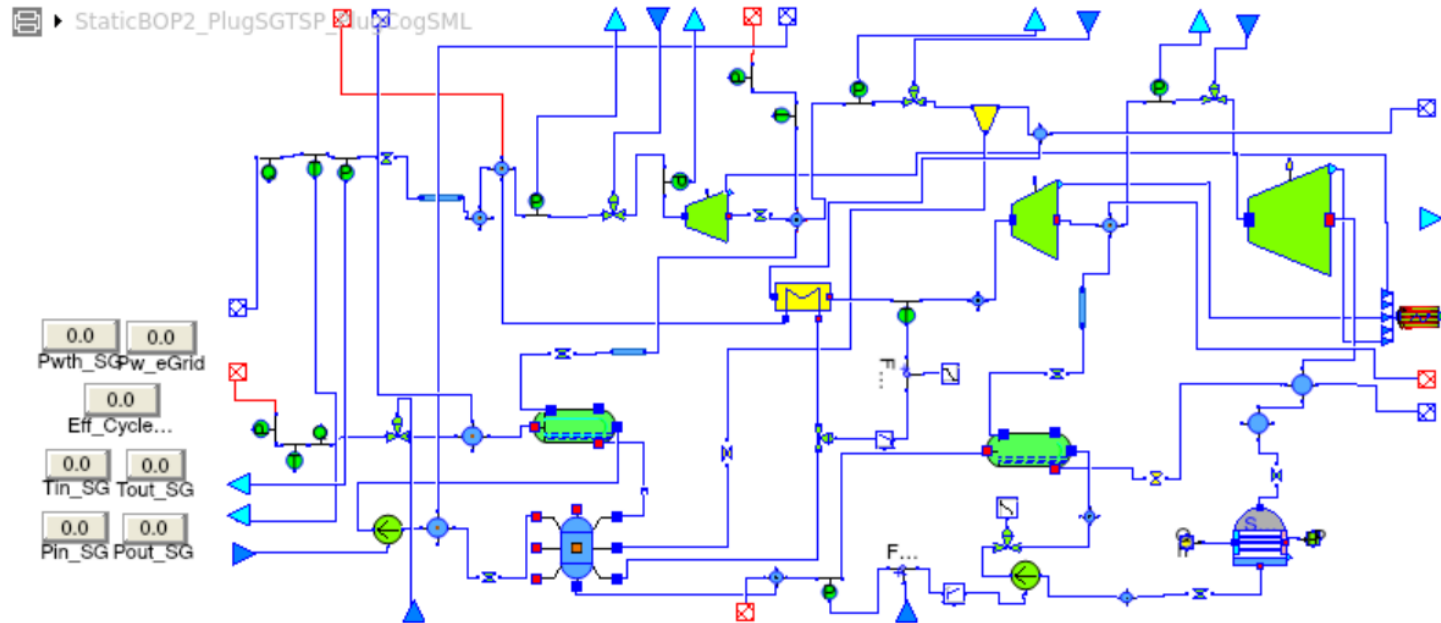 StaticBOP2_PlugSGTSP_PlugCogSML
0.0 0.0
Pwth_SG Pw_eGrid
0.0
Eff_Cycle...
0.0 0.0
Tin_SG Tout_SG
0.0 0.0
Pin_SG Pout_SG
F...
F...
S